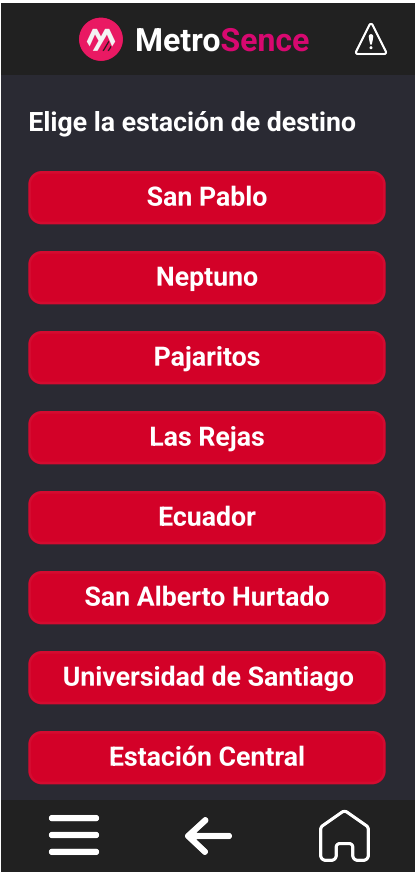 MetroSence
Elige la estación de destino
San Pablo
Neptuno
Pajaritos
Las Rejas
Ecuador
San Alberto Hurtado
Universidad de Santiago
Estación Central